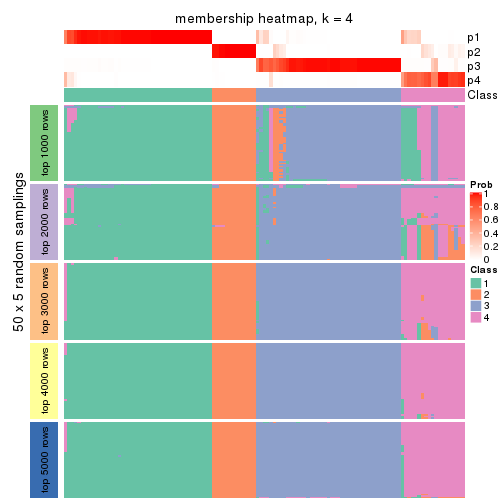 membership heatmap, k = 4
p1
p2
p3
p4
Class
50 x 5 random samplings
top 1000 rows
top 2000 rows
top 3000 rows
top 4000 rows
top 5000 rows
Prob
1
0.8
0.6
0.4
0.2
0
Class
1
2
3
4